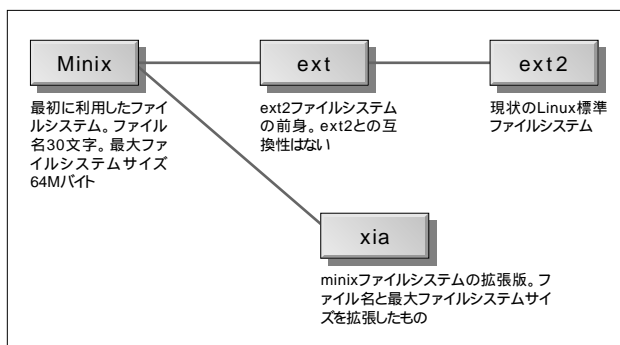 Minix
ext
ext2
最初に利用したファイ
ルシステム。ファイル
名30文字。最大ファ
イルシステムサイズ
64Mバイト
ext2ファイルシステム
の前身。ext2との互
換性はない
現状のLinux標準
ファイルシステム
xia
minixファイルシステムの拡張版。フ
ァイル名と最大ファイルシステムサイ
ズを拡張したもの